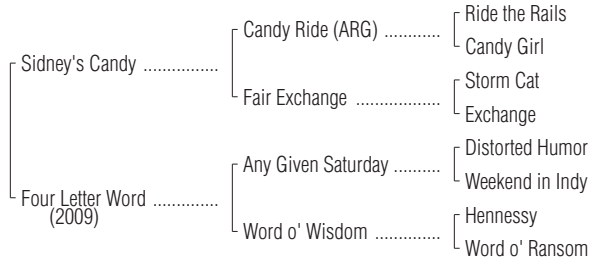 Ride the Rails
Candy Ride (ARG) ............
Candy Girl
Sidney's Candy ................
Storm Cat
Fair Exchange ..................
Exchange
Distorted Humor
Any Given Saturday ..........
Weekend in Indy
Four Letter Word ..............
(2009)
Hennessy
Word o' Wisdom ..............
Word o' Ransom